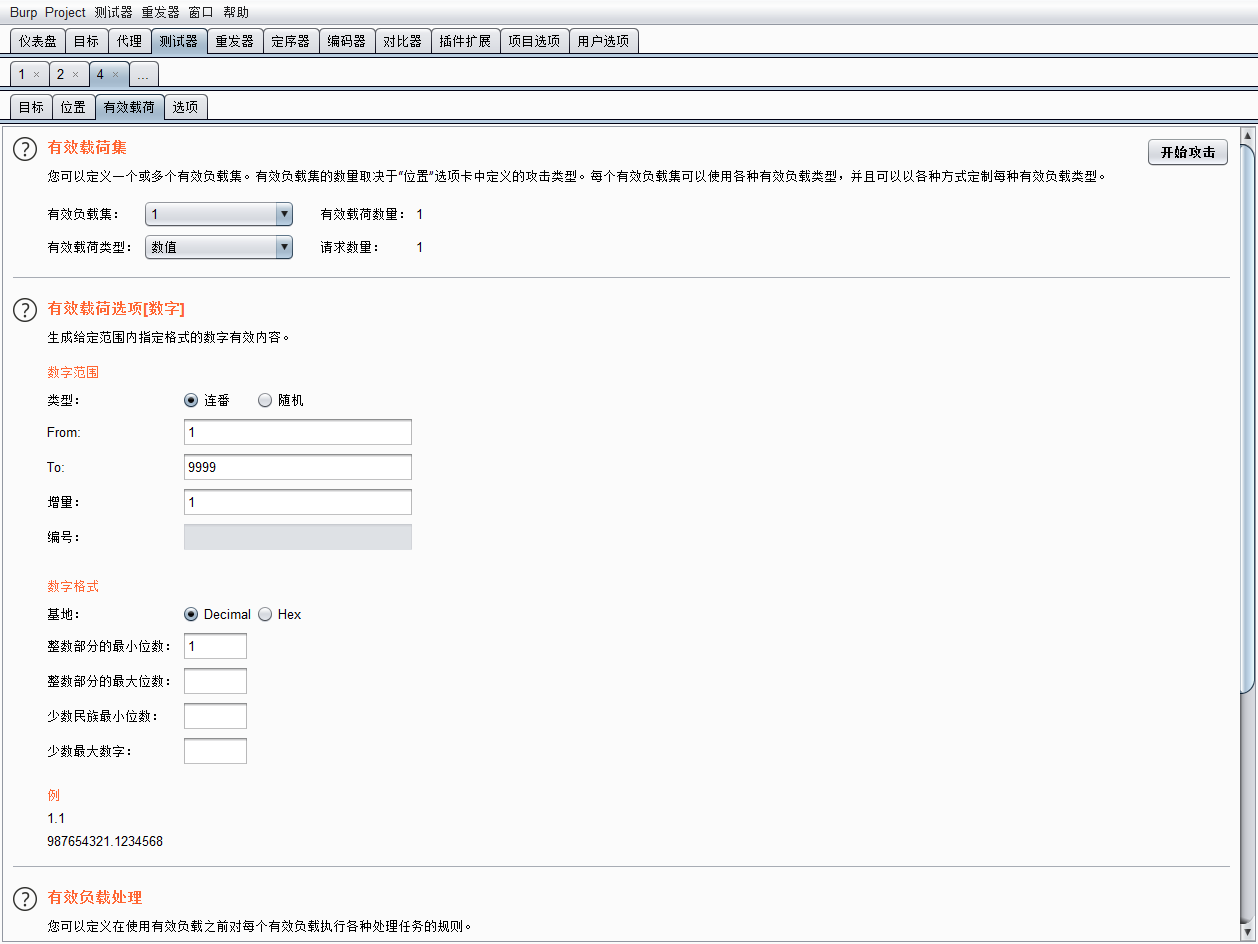 Burp Project 测试器 重发器 窗口 帮助
仪表盘 目标 代理 测试器 重发器 定序器 编码器 对比器 插件扩展 项目选项 用户选项
1 × 2 × 4 × ...
目标 位置 有效载荷 选项
? 有效载荷集 开始攻击
您可以定义一个或多个有效负载集。有效负载集的数量取决于“位置”选项卡中定义的攻击类型。每个有效负载集可以使用各种有效负载类型，并且可以以各种方式定制每种有效负载类型。
有效负载集： 1 有效载荷数量： 1
有效载荷类型： 数值 请求数量： 1
? 有效载荷选项[数字]
生成给定范围内指定格式的数字有效内容。
数字范围
类型： 连番 随机
From: 1
To: 9999
增量： 1
编号：
数字格式
基地： Decimal Hex
整数部分的最小位数： 1
整数部分的最大位数：
少数民族最小位数：
少数最大数字：
例
1.1
987654321.1234568
? 有效负载处理
您可以定义在使用有效负载之前对每个有效负载执行各种处理任务的规则。